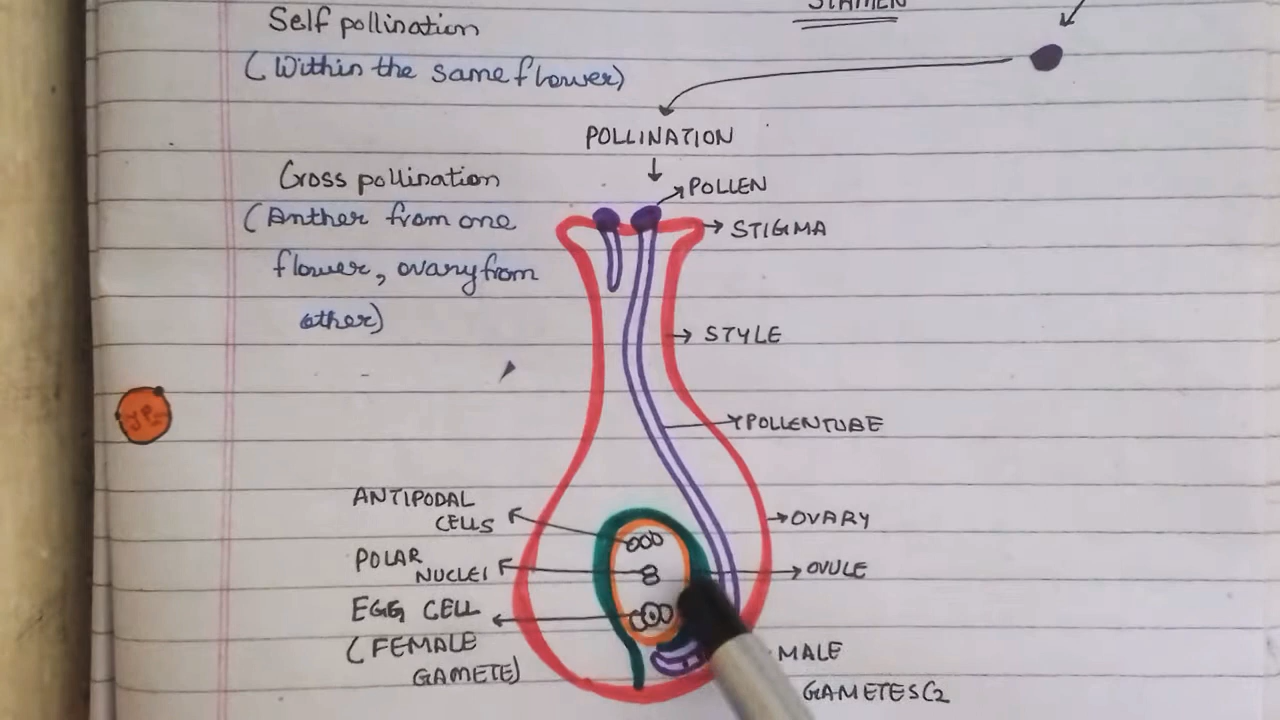 STAMEN
Self pollination
(Within the same flower)
POLLINATION
Cross pollination
(Anther from one
flower, ovary from
other)
POLLEN
STIGMA
STYLE
POLLENTUBE
ANTIPODAL
CELLS
OVARY
POLAR
NUCLEI
OVULE
EGG CELL
(FEMALE
GAMETE)
MALE
GAMETES(2